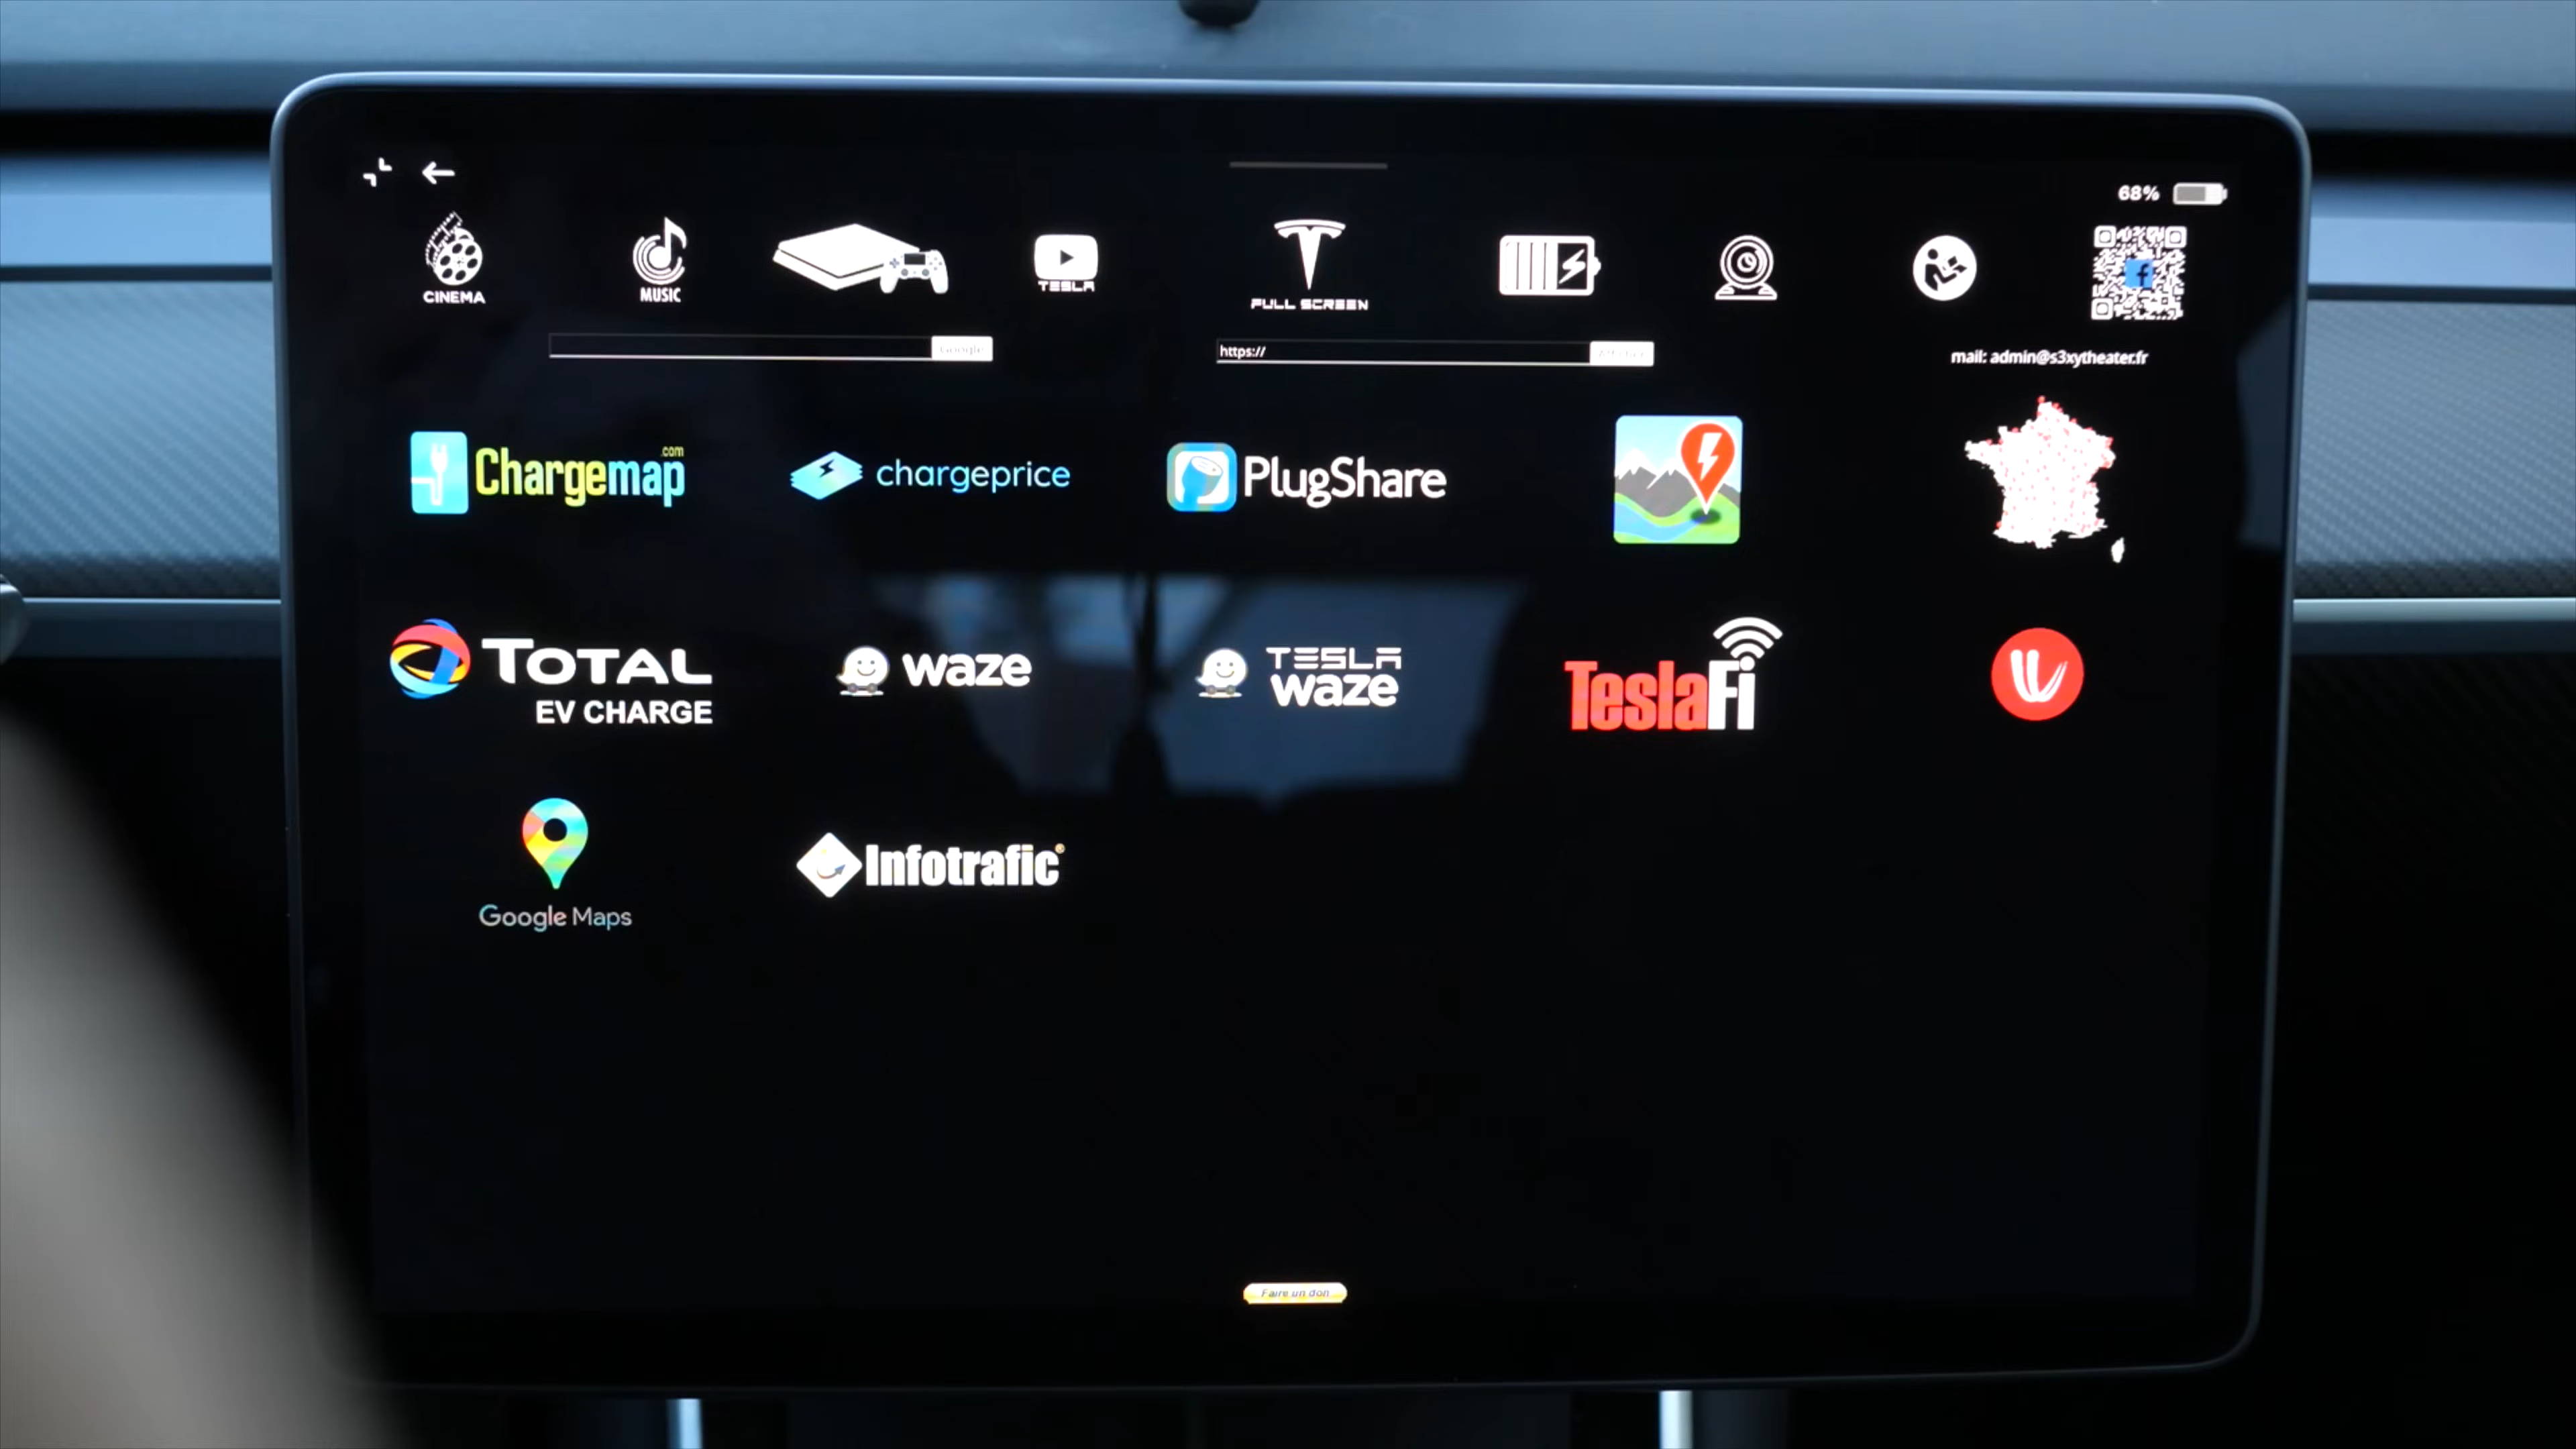 68%
CINEMA
MUSIC
TESLA
FULL SCREEN
f
Google
https://
mail: admin@s3xytheater.fr
Chargemap.com
chargeprice
PlugShare
TOTAL
EV CHARGE
waze
TESLA
waze
TeslaFi
Google Maps
Infotrafic®
Faire un don